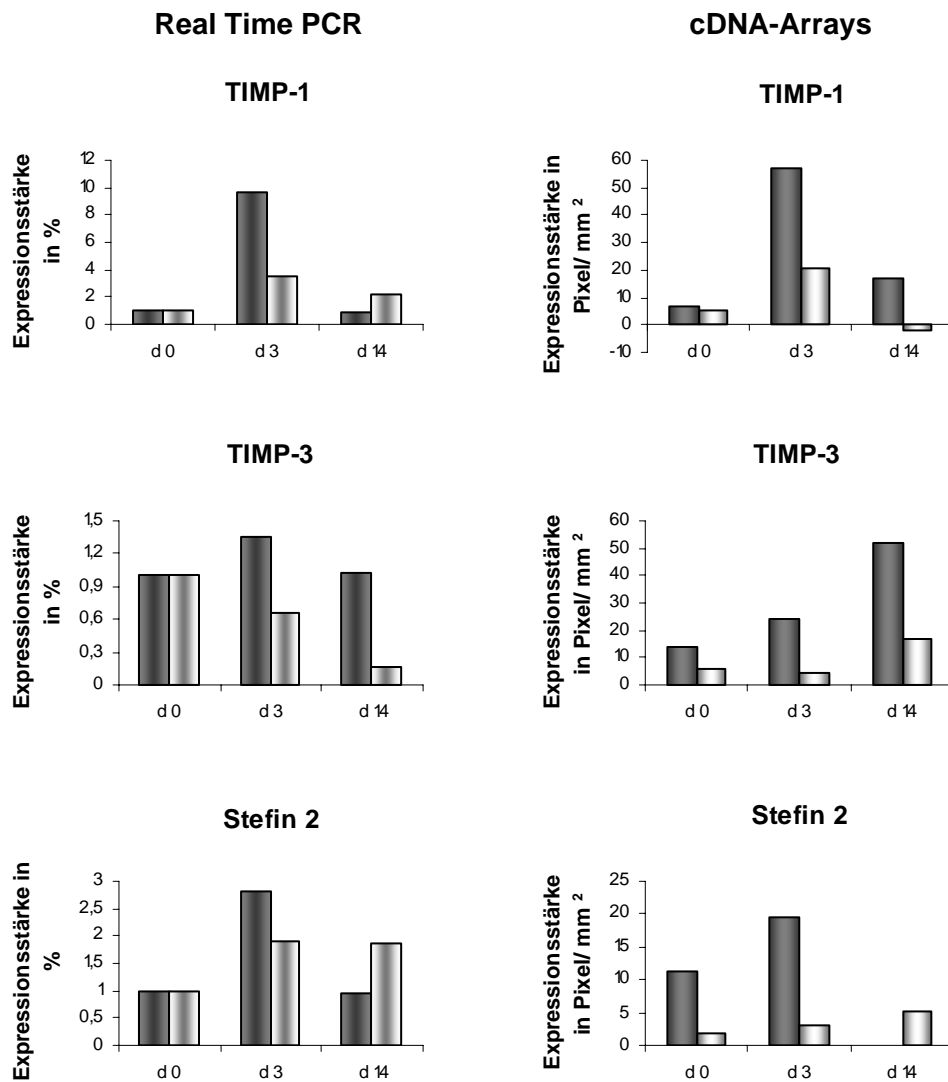 Real Time PCR
cDNA-Arrays
TIMP-1
Expressionsstärke
in %
12
10
8
6
4
2
0
d 0
d 3
d 14
TIMP-1
Expressionsstärke in
Pixel/ mm ²
60
50
40
30
20
10
0
-10
d 0
d 3
d 14
TIMP-3
Expressionsstärke
in %
1,5
1,2
0,9
0,6
0,3
0
d 0
d 3
d 14
TIMP-3
Expressionsstärke
in Pixel/ mm ²
60
50
40
30
20
10
0
d 0
d 3
d 14
Stefin 2
Expressionsstärke in
%
3
2,5
2
1,5
1
0,5
0
d 0
d 3
d 14
Stefin 2
Expressionsstärke
in Pixel/ mm ²
25
20
15
10
5
0
d 0
d 3
d 14